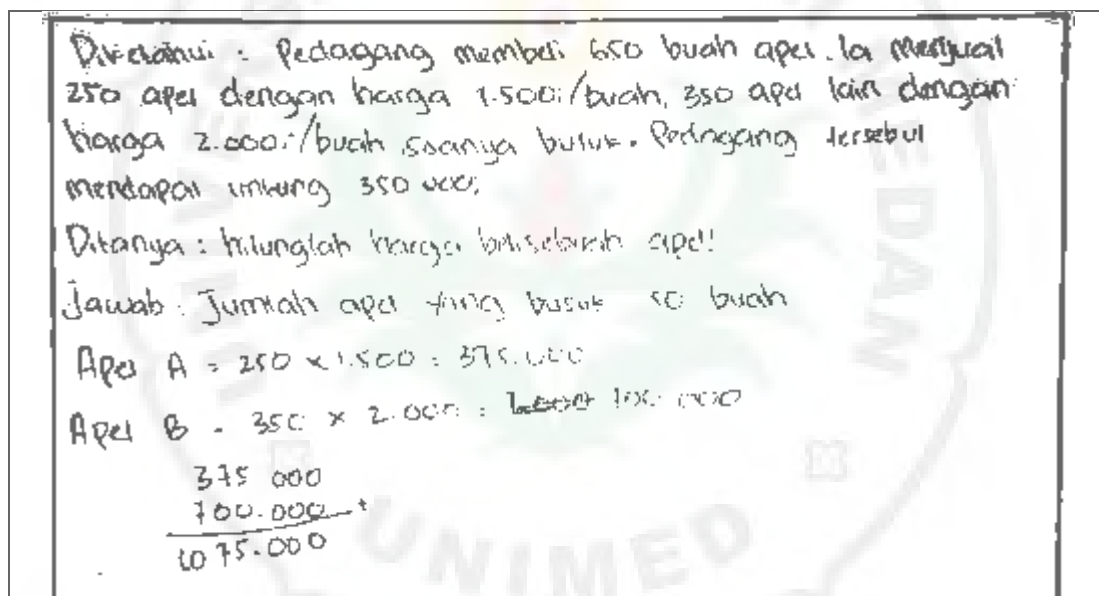 Diketahui : Pedagang membeli 650 buah apel. Ia menjual
250 apel dengan harga 1.500;/buah, 350 apel lain dengan
harga 2.000;/buah sisanya busuk. Pedagang tersebut
mendapat untung 350 000;
Ditanya : hitunglah harga beli sebuah apel!
Jawab : Jumlah apel yang busuk 50 buah
Apel A = 250 x 1.500 : 375.000
Apel B = 350 x 2.000 : 700.000
375 000
700.000 +
1075.000
UNIMED